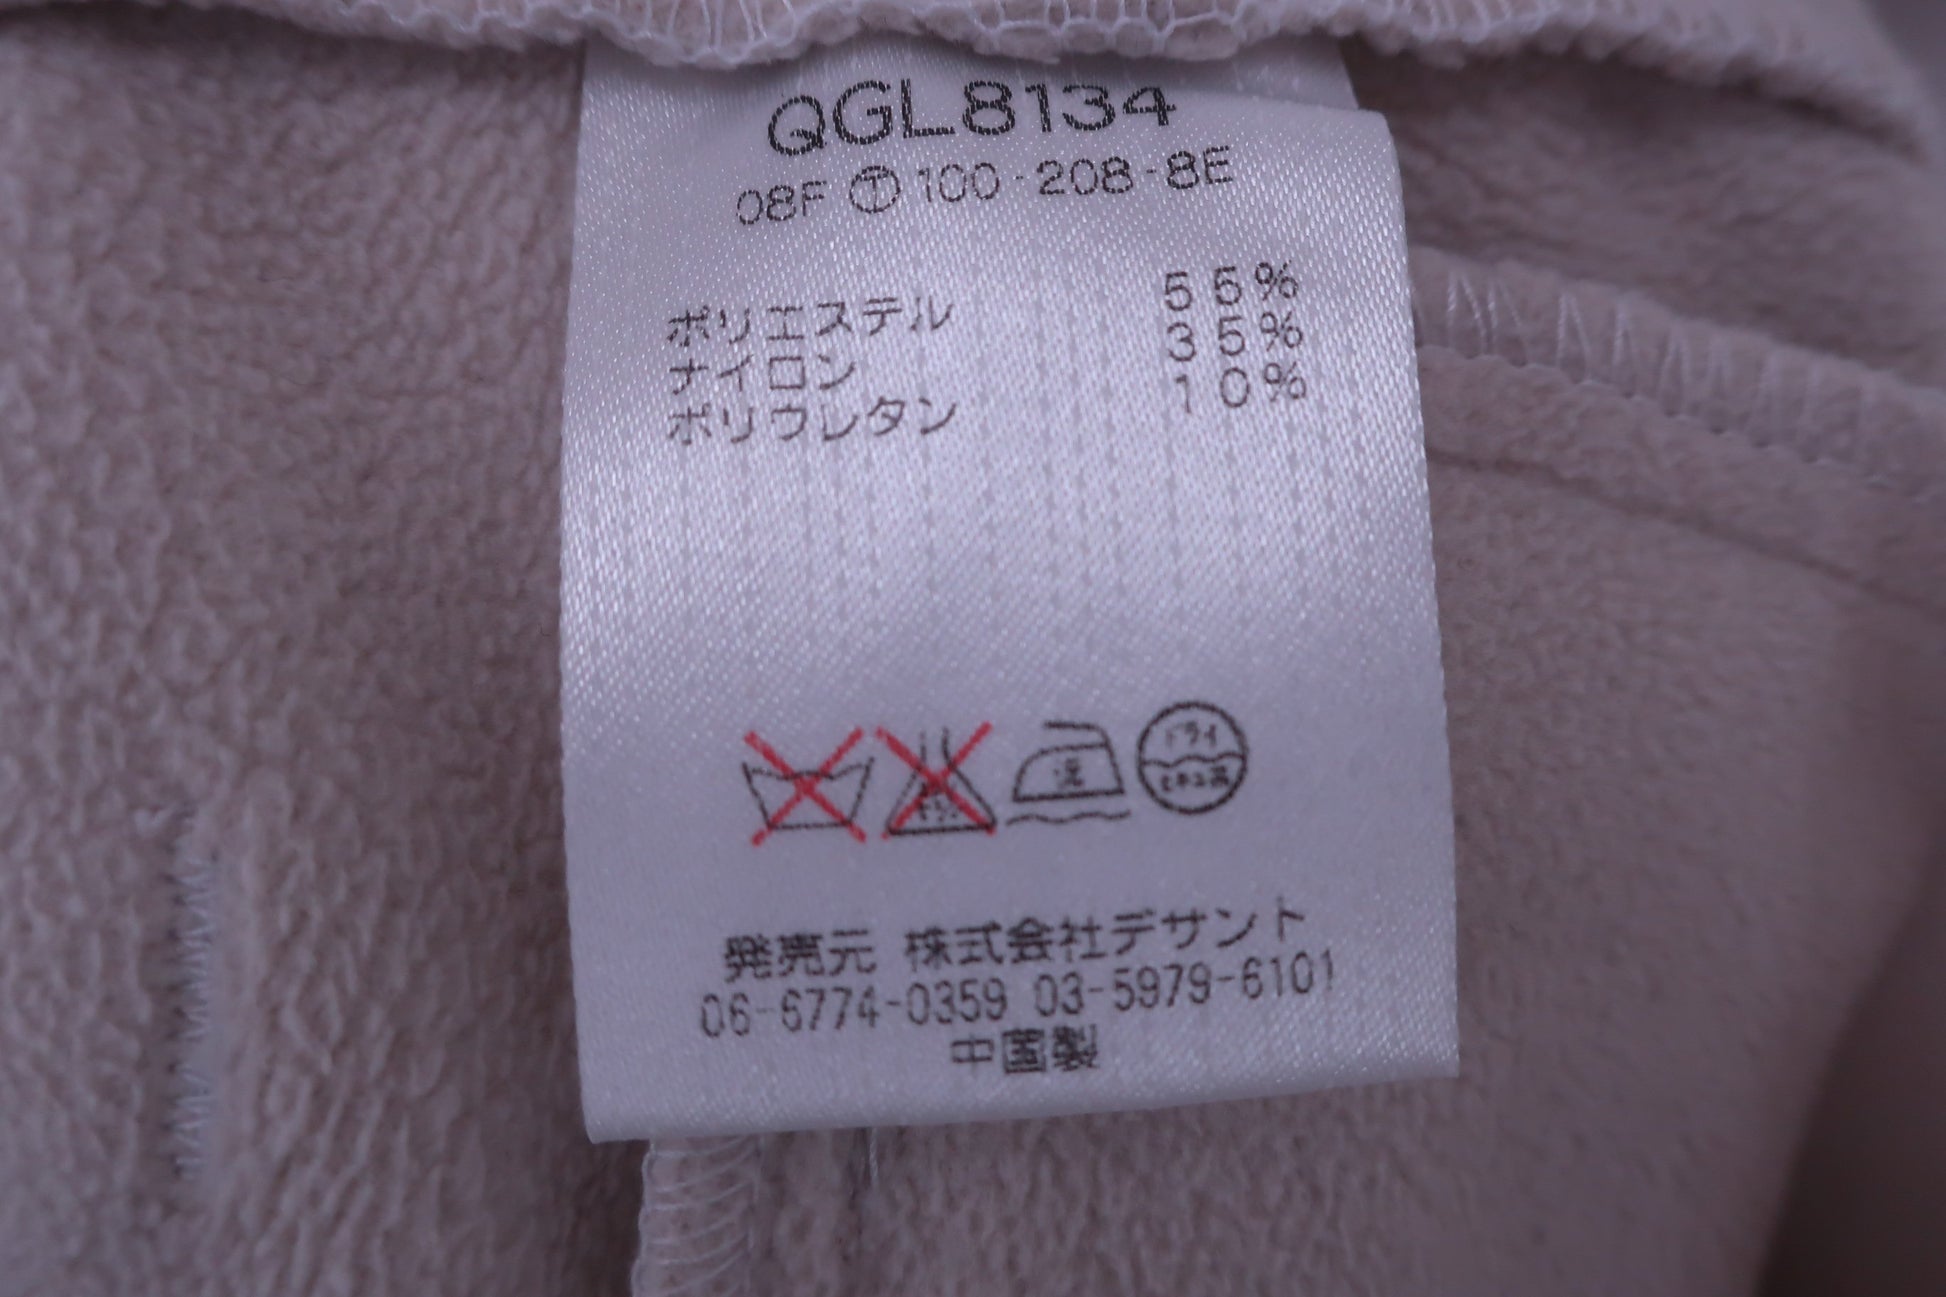 QGL8134
08F Ⓣ 100-208-8E
ポリエステル 55%
ナイロン 35%
ポリウレタン 10%
ドライ
発売元 株式会社デサント
06-6774-0359 03-5979-6101
中国製